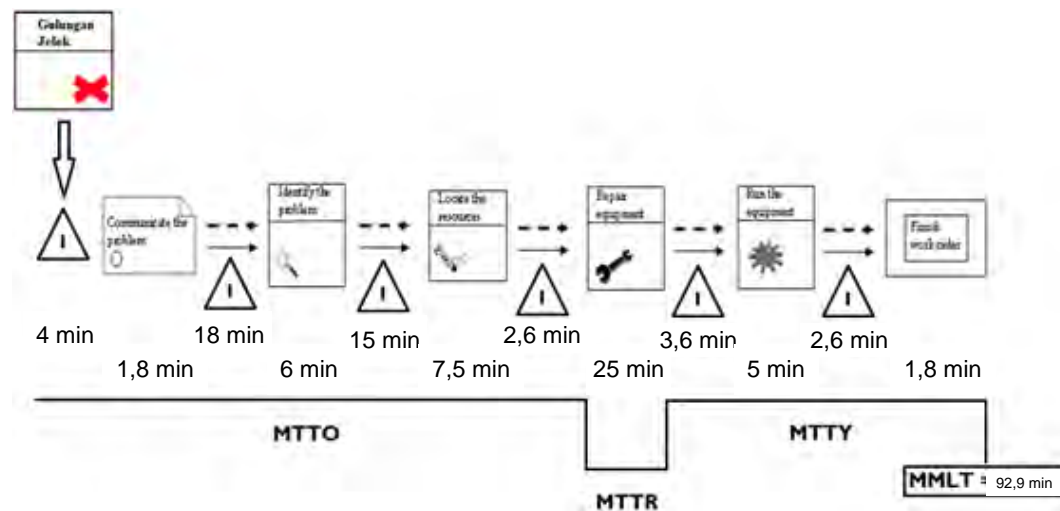 Gulungan
Jelek
Communicate the
problem
Identify the
problem
Locate the
resources
Repair
equipment
Run the
equipment
Finish
work order
I
I
I
I
I
I
4 min
18 min
15 min
2,6 min
3,6 min
2,6 min
1,8 min
6 min
7,5 min
25 min
5 min
1,8 min
MTTO
MTTY
MTTR
MMLT = 92,9 min